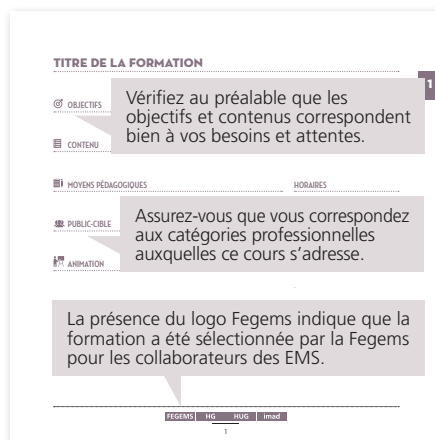 TITRE DE LA FORMATION
1
OBJECTIFS
Vérifiez au préalable que les
objectifs et contenus correspondent
bien à vos besoins et attentes.
CONTENU
MOYENS PÉDAGOGIQUES
HORAIRES
PUBLIC-CIBLE
Assurez-vous que vous correspondez
aux catégories professionnelles
auxquelles ce cours s’adresse.
ANIMATION
La présence du logo Fegems indique que la
formation a été sélectionnée par la Fegems
pour les collaborateurs des EMS.
FEGEMS HG HUG imad
1